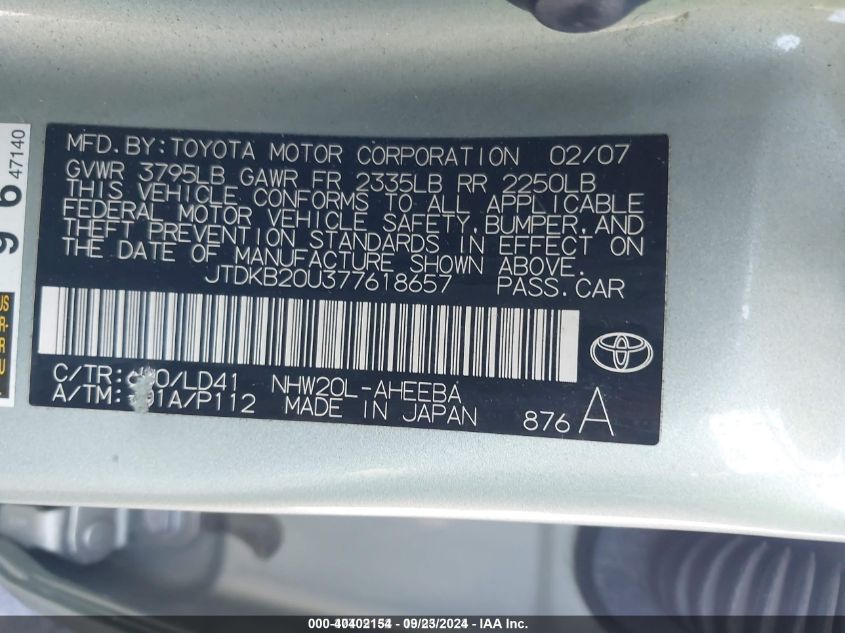 MFD. BY: TOYOTA MOTOR CORPORATION 02/07
GVWR 3795LB GAWR FR 2335LB RR 2250LB
THIS VEHICLE CONFORMS TO ALL APPLICABLE
FEDERAL MOTOR VEHICLE SAFETY, BUMPER, AND
THEFT PREVENTION STANDARDS IN EFFECT ON
THE DATE OF MANUFACTURE SHOWN ABOVE.
JTDKB20U377618657 PASS. CAR
C/TR: /LD41 NHW20L-AHEEBA
A/TM: /P112 MADE IN JAPAN 876 A
96 47140
000-40402154 - 09/23/2024 - IAA Inc.